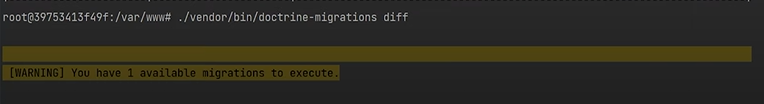 root@39753413f49f:/var/www# ./vendor/bin/doctrine-migrations diff
[WARNING] You have 1 available migrations to execute.